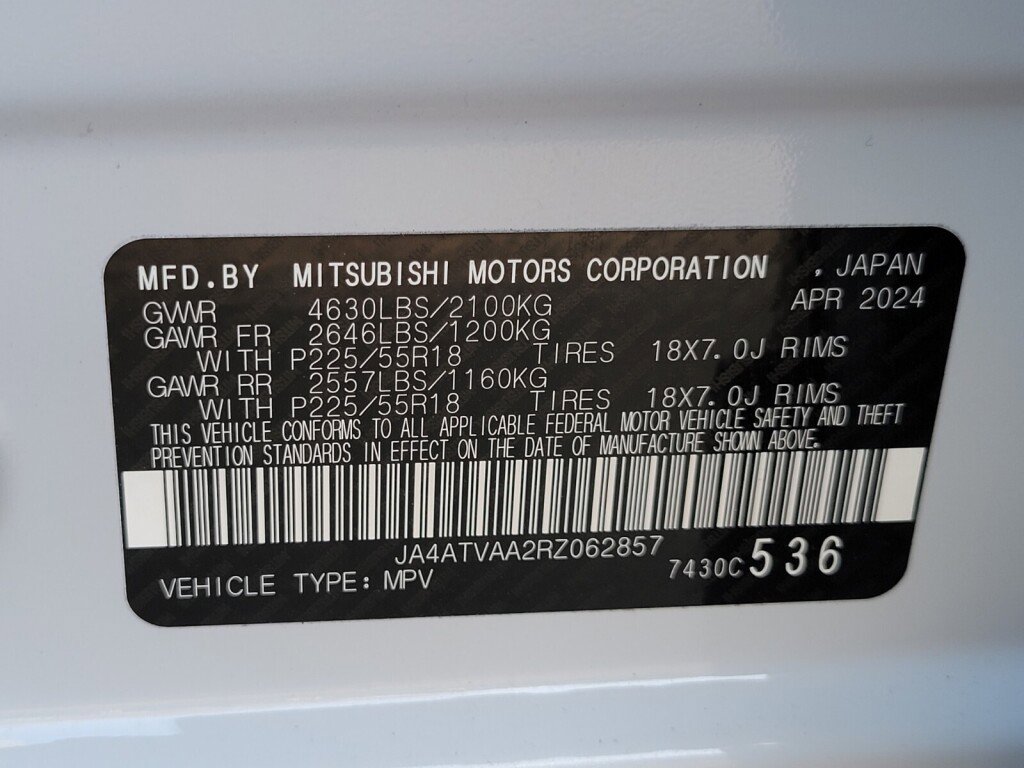 MFD.BY MITSUBISHI MOTORS CORPORATION , JAPAN
GWWR 4630LBS/2100KG APR 2024
GAWR FR 2646LBS/1200KG
WITH P225/55R18 TIRES 18X7.0J RIMS
GAWR RR 2557LBS/1160KG
WITH P225/55R18 TIRES 18X7.0J RIMS
THIS VEHICLE CONFORMS TO ALL APPLICABLE FEDERAL MOTOR VEHICLE SAFETY AND THEFT
PREVENTION STANDARDS IN EFFECT ON THE DATE OF MANUFACTURE SHOWN ABOVE.
JA4ATVAA2RZ062857
VEHICLE TYPE: MPV 7430C 536